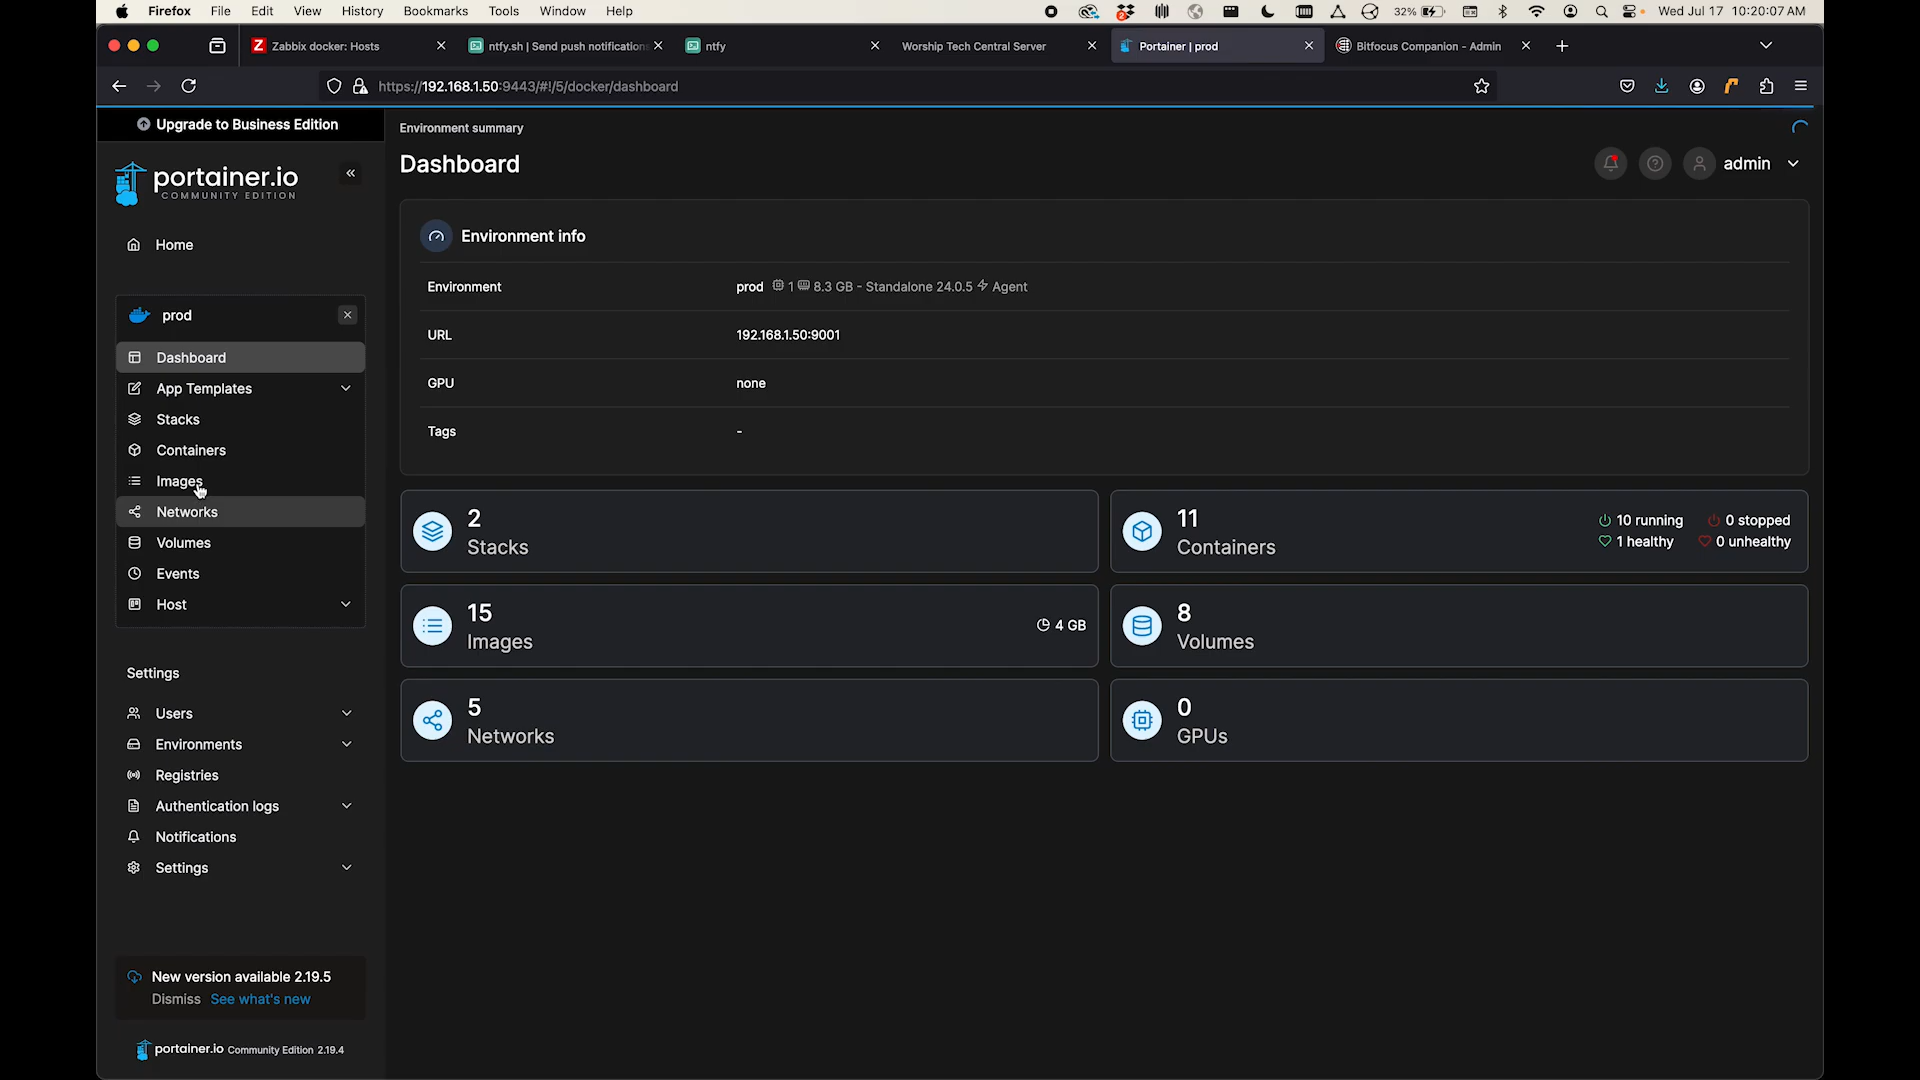 Firefox File Edit View History Bookmarks Tools Window Help 32% Wed Jul 17 10:20:07 AM
Zabbix docker: Hosts ntfy.sh | Send push notifications ntfy Worship Tech Central Server Portainer | prod Bitfocus Companion - Admin
https://192.168.1.50:9443/#!/5/docker/dashboard
Upgrade to Business Edition
portainer.io
COMMUNITY EDITION
Home
prod
Dashboard
App Templates
Stacks
Containers
Images
Networks
Volumes
Events
Host
Settings
Users
Environments
Registries
Authentication logs
Notifications
Settings
New version available 2.19.5
Dismiss See what's new
portainer.io Community Edition 2.19.4
Environment summary
Dashboard
admin
Environment info
Environment prod 1 8.3 GB - Standalone 24.0.5 Agent
URL 192.168.1.50:9001
GPU none
Tags -
2
Stacks
11
Containers
10 running 0 stopped
1 healthy 0 unhealthy
15
Images
4 GB
8
Volumes
5
Networks
0
GPUs